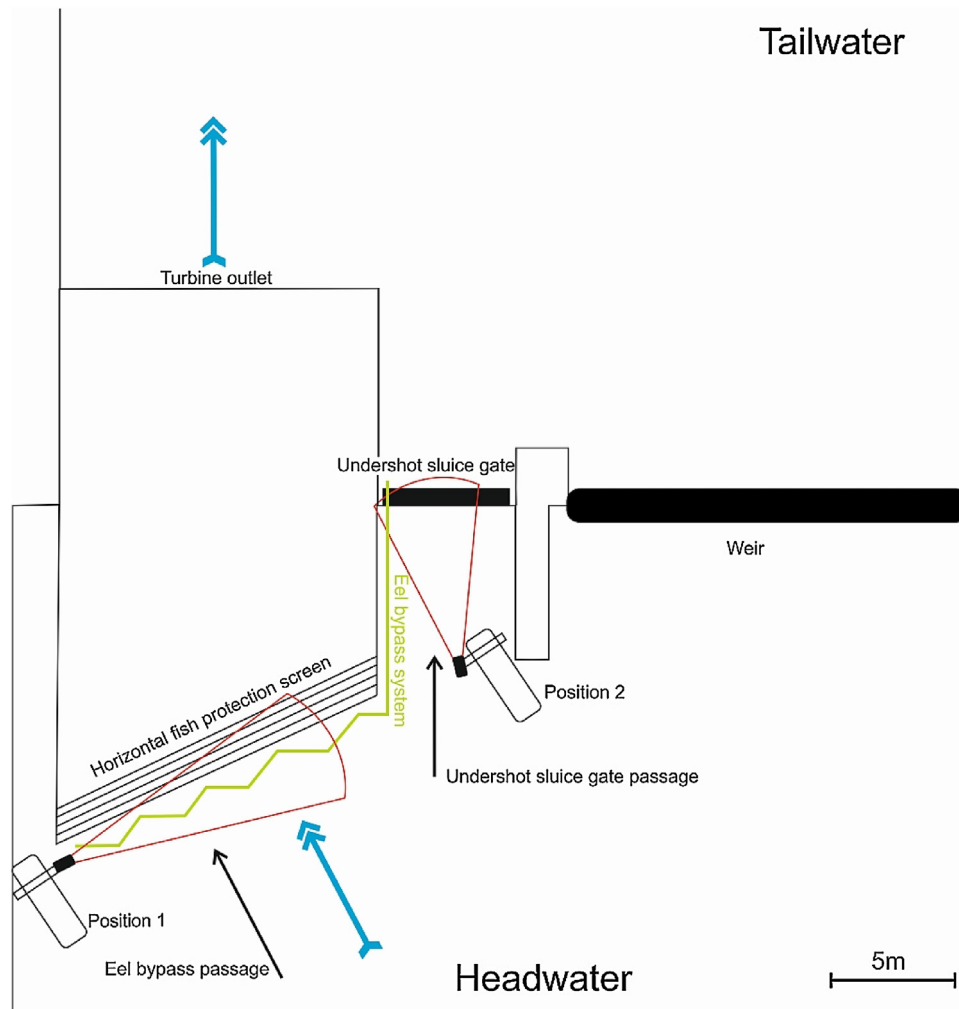 Tailwater
Turbine outlet
Undershot sluice gate
Weir
Eel bypass system
Horizontal fish protection screen
Position 2
Undershot sluice gate passage
Position 1
Eel bypass passage
Headwater
5m